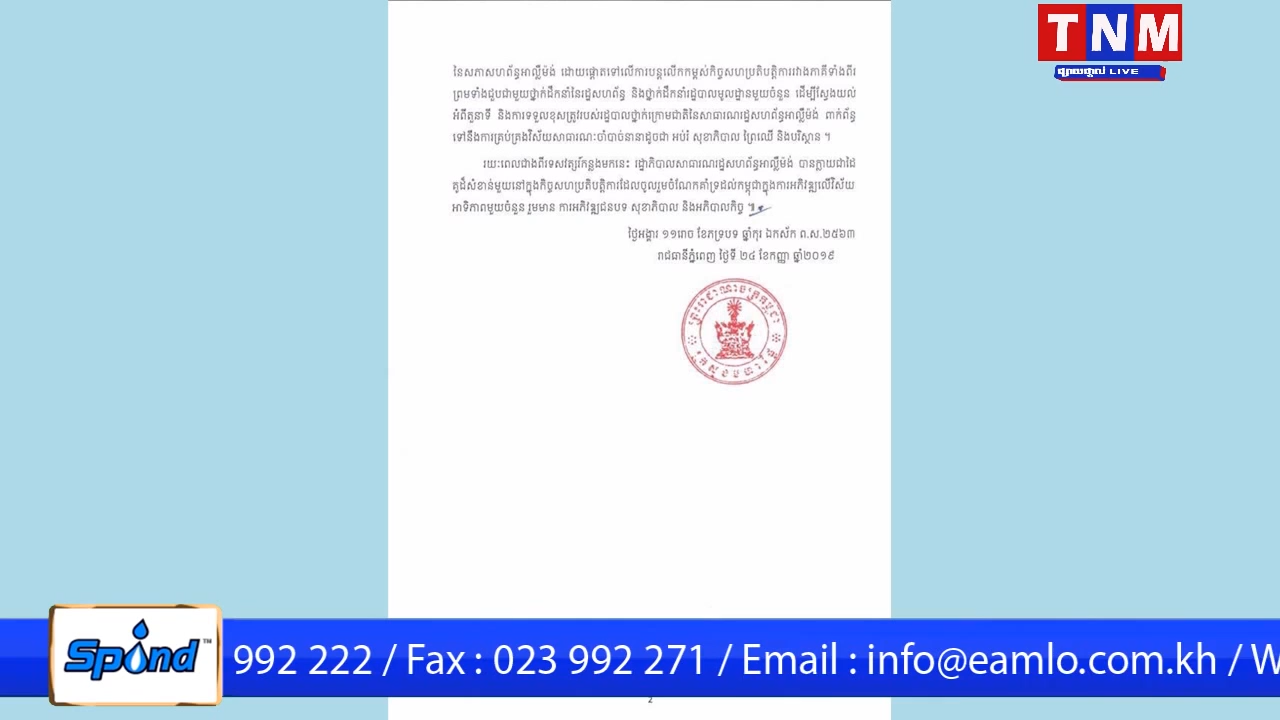 TNM
ផ្សាយផ្ទាល់ LIVE
នៃសភាសហព័ន្ធអាល្លឺម៉ង់ ដោយផ្តោតទៅលើការបន្តលើកកម្ពស់កិច្ចសហប្រតិបត្តិការរវាងភាគីទាំងពីរ
ព្រមទាំងជួបជាមួយថ្នាក់ដឹកនាំនៃរដ្ឋសហព័ន្ធ និងថ្នាក់ដឹកនាំរដ្ឋបាលមូលដ្ឋានមួយចំនួន ដើម្បីស្វែងយល់
អំពីតួនាទី និងការទទួលខុសត្រូវរបស់រដ្ឋបាលថ្នាក់ក្រោមជាតិនៃសាធារណរដ្ឋសហព័ន្ធអាល្លឺម៉ង់ ពាក់ព័ន្ធ
ទៅនឹងការគ្រប់គ្រងវិស័យសាធារណៈចាំបាច់នានាដូចជា អប់រំ សុខាភិបាល ព្រៃឈើ និងបរិស្ថាន ។
រយៈពេលជាងពីរទសវត្សរ៍កន្លងមកនេះ រដ្ឋាភិបាលសាធារណរដ្ឋសហព័ន្ធអាល្លឺម៉ង់ បានក្លាយជាដៃ
គូដ៏សំខាន់មួយនៅក្នុងកិច្ចសហប្រតិបត្តិការដែលចូលរួមចំណែកគាំទ្រដល់កម្ពុជាក្នុងការអភិវឌ្ឍលើវិស័យ
អាទិភាពមួយចំនួន រួមមាន ការអភិវឌ្ឍជនបទ សុខាភិបាល និងអភិបាលកិច្ច ៕
ថ្ងៃអង្គារ ១១រោច ខែភទ្របទ ឆ្នាំកុរ ឯកស័ក ព.ស.២៥៦៣
រាជធានីភ្នំពេញ ថ្ងៃទី ២៤ ខែកញ្ញា ឆ្នាំ២០១៩
ព្រះរាជាណាចក្រកម្ពុជា
Spond™
992 222 / Fax : 023 992 271 / Email : info@eamlo.com.kh / W
2